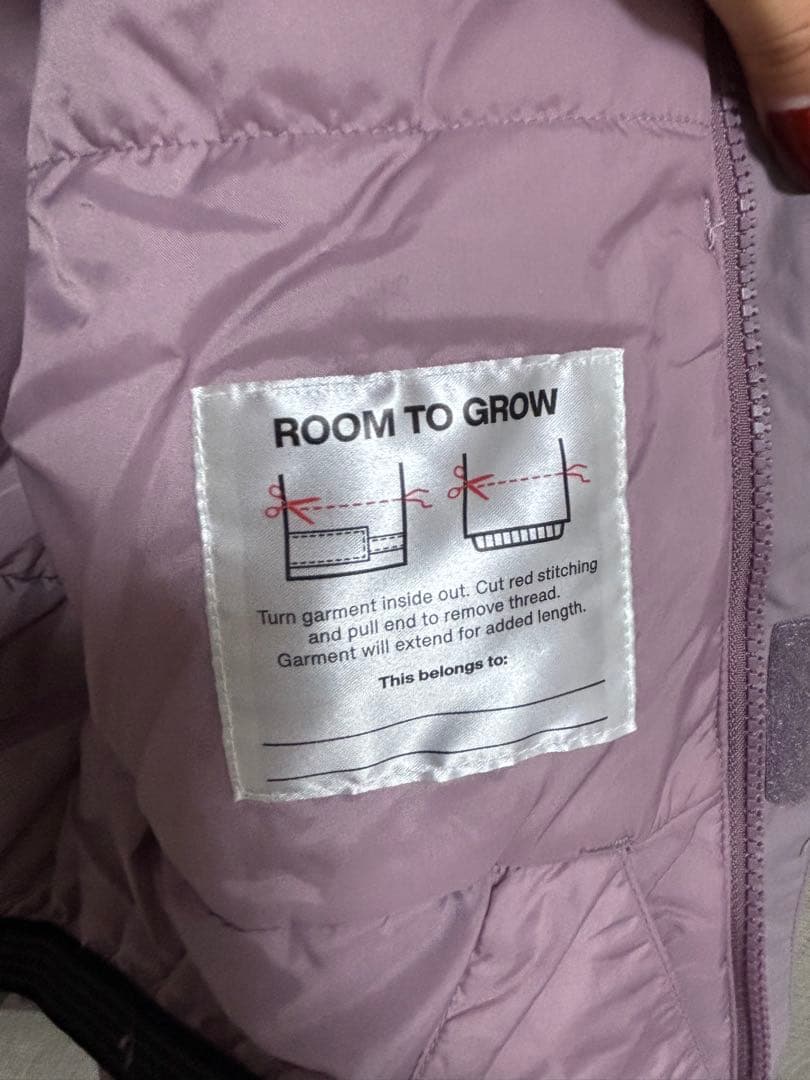 ROOM TO GROW
Turn garment inside out. Cut red stitching
and pull end to remove thread.
Garment will extend for added length.
This belongs to: